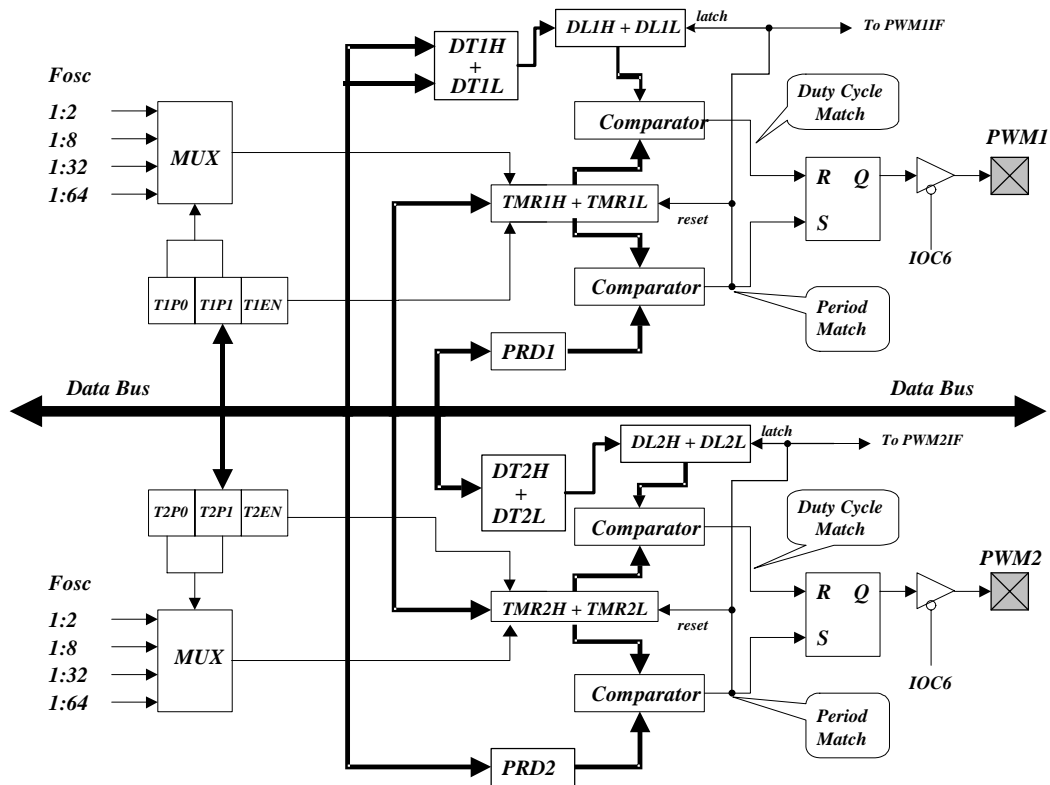 DL1H + DL1L
latch
To PWM1IF
DT1H
+
DT1L
Fosc
1:2
1:8
1:32
1:64
MUX
Comparator
Duty Cycle
Match
PWM1
R Q
S
TMR1H + TMR1L
reset
IOC6
T1P0 T1P1 T1EN
Comparator
Period
Match
PRD1
Data Bus
Data Bus
DL2H + DL2L
latch
To PWM2IF
DT2H
+
DT2L
T2P0 T2P1 T2EN
Comparator
Duty Cycle
Match
PWM2
Fosc
1:2
1:8
1:32
1:64
MUX
R Q
S
TMR2H + TMR2L
reset
IOC6
Comparator
Period
Match
PRD2